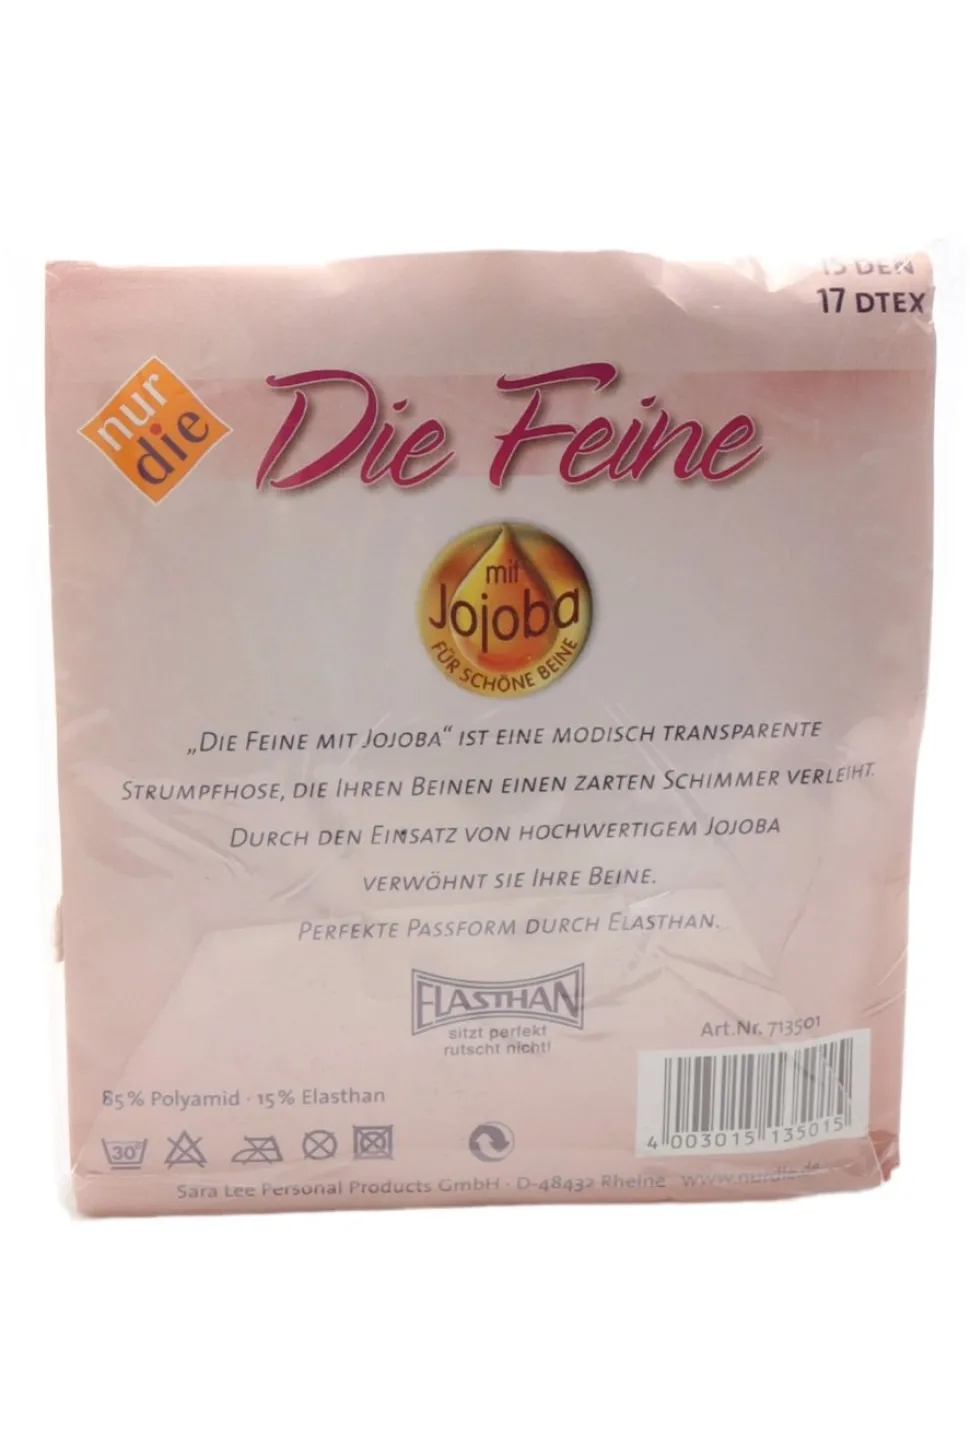 15 DEN
17 DTEX
nur
die
Die Feine
mit
Jojoba
FÜR SCHÖNE BEINE
„DIE FEINE MIT JOJOBA“ IST EINE MODISCH TRANSPARENTE
STRUMPFHOSE, DIE IHREN BEINEN EINEN ZARTEN SCHIMMER VERLEIHT.
DURCH DEN EINSATZ VON HOCHWERTIGEM JOJOBA
VERWÖHNT SIE IHRE BEINE.
PERFEKTE PASSFORM DURCH ELASTHAN.
ELASTHAN
sitzt perfekt
rutscht nicht!
Art.Nr. 713501
85% Polyamid · 15% Elasthan
30°
4 003015 135015
Sara Lee Personal Products GmbH · D-48432 Rheine www.nurdie.de